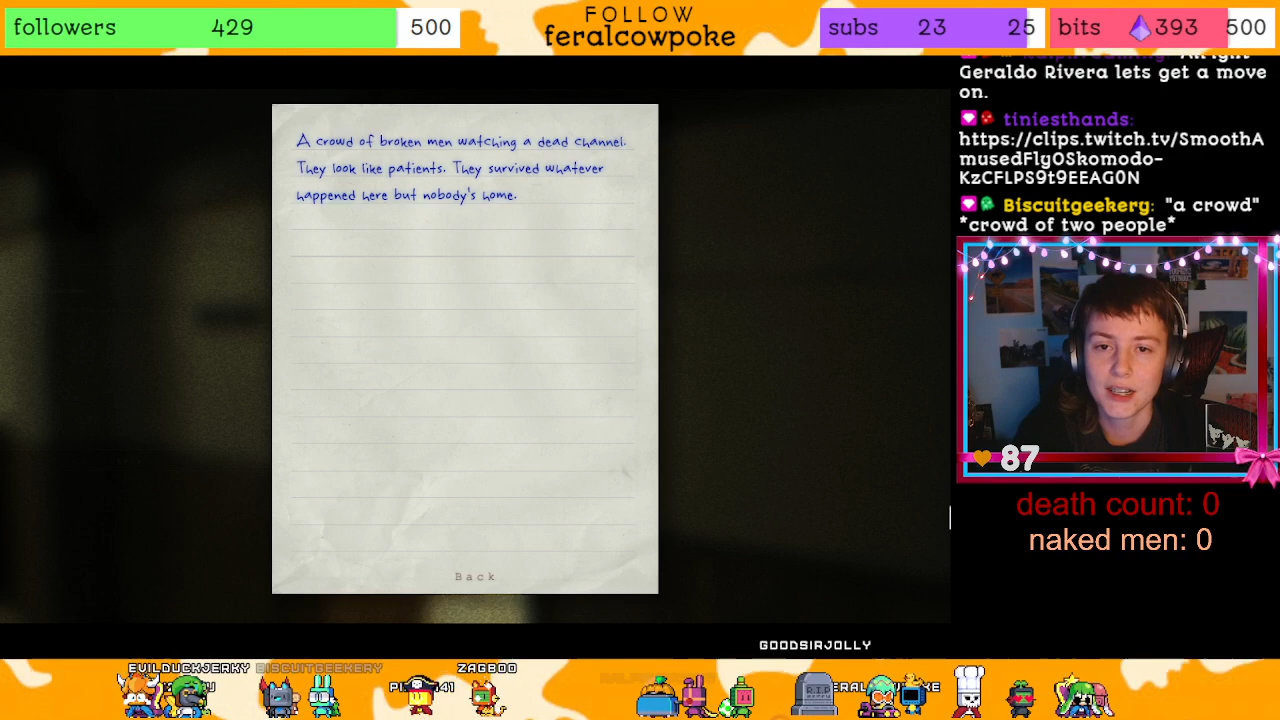 followers 429 500
FOLLOW
feralcowpoke
subs 23 25
bits 393 500
Geraldo Rivera lets get a move
on.
tiniesthands:
https://clips.twitch.tv/SmoothA
musedFlyOSkomodo-
KzCFLPS9t9EEAG0N
Biscuitgeekery: "a crowd"
*crowd of two people*
A crowd of broken men watching a dead channel.
They look like patients. They survived whatever
happened here but nobody's home.
Back
87
death count: 0
naked men: 0
GOODSIRJOLLY
EVILDUCKJERKY BISCUITGEEKERY ZAGBOO
R.I.P